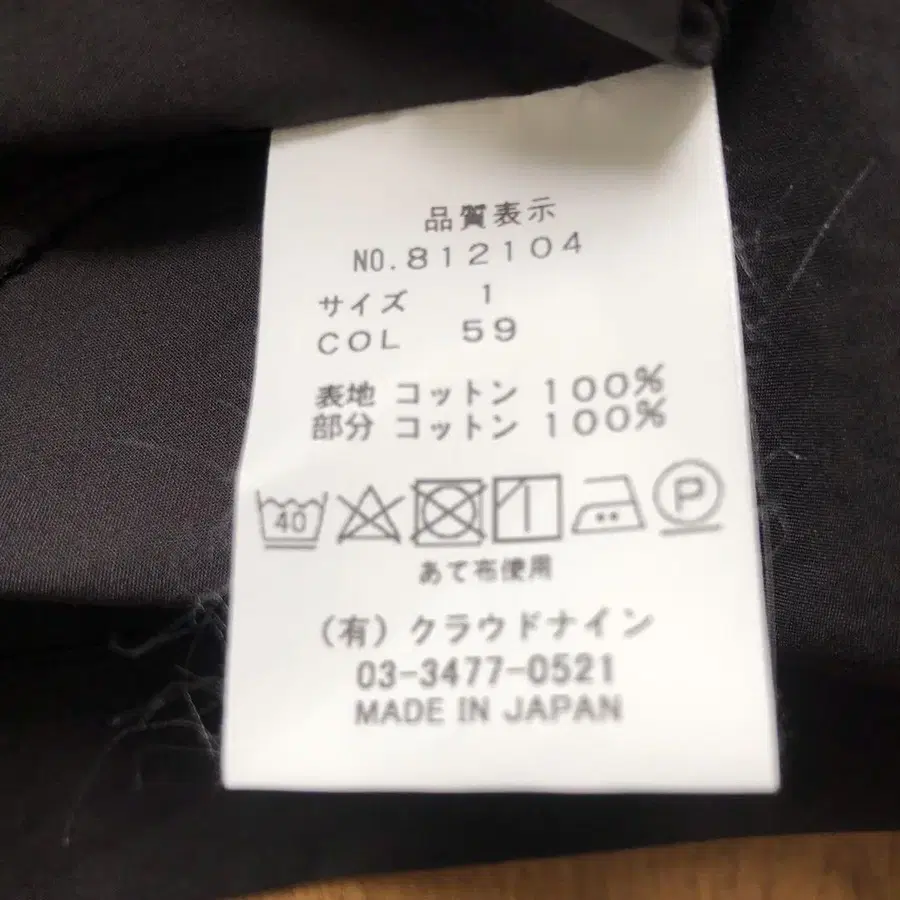 品質表示
NO.812104
サイズ 1
COL 59
表地 コットン 100%
部分 コットン 100%
40 P
あて布使用
(有) クラウドナイン
03-3477-0521
MADE IN JAPAN